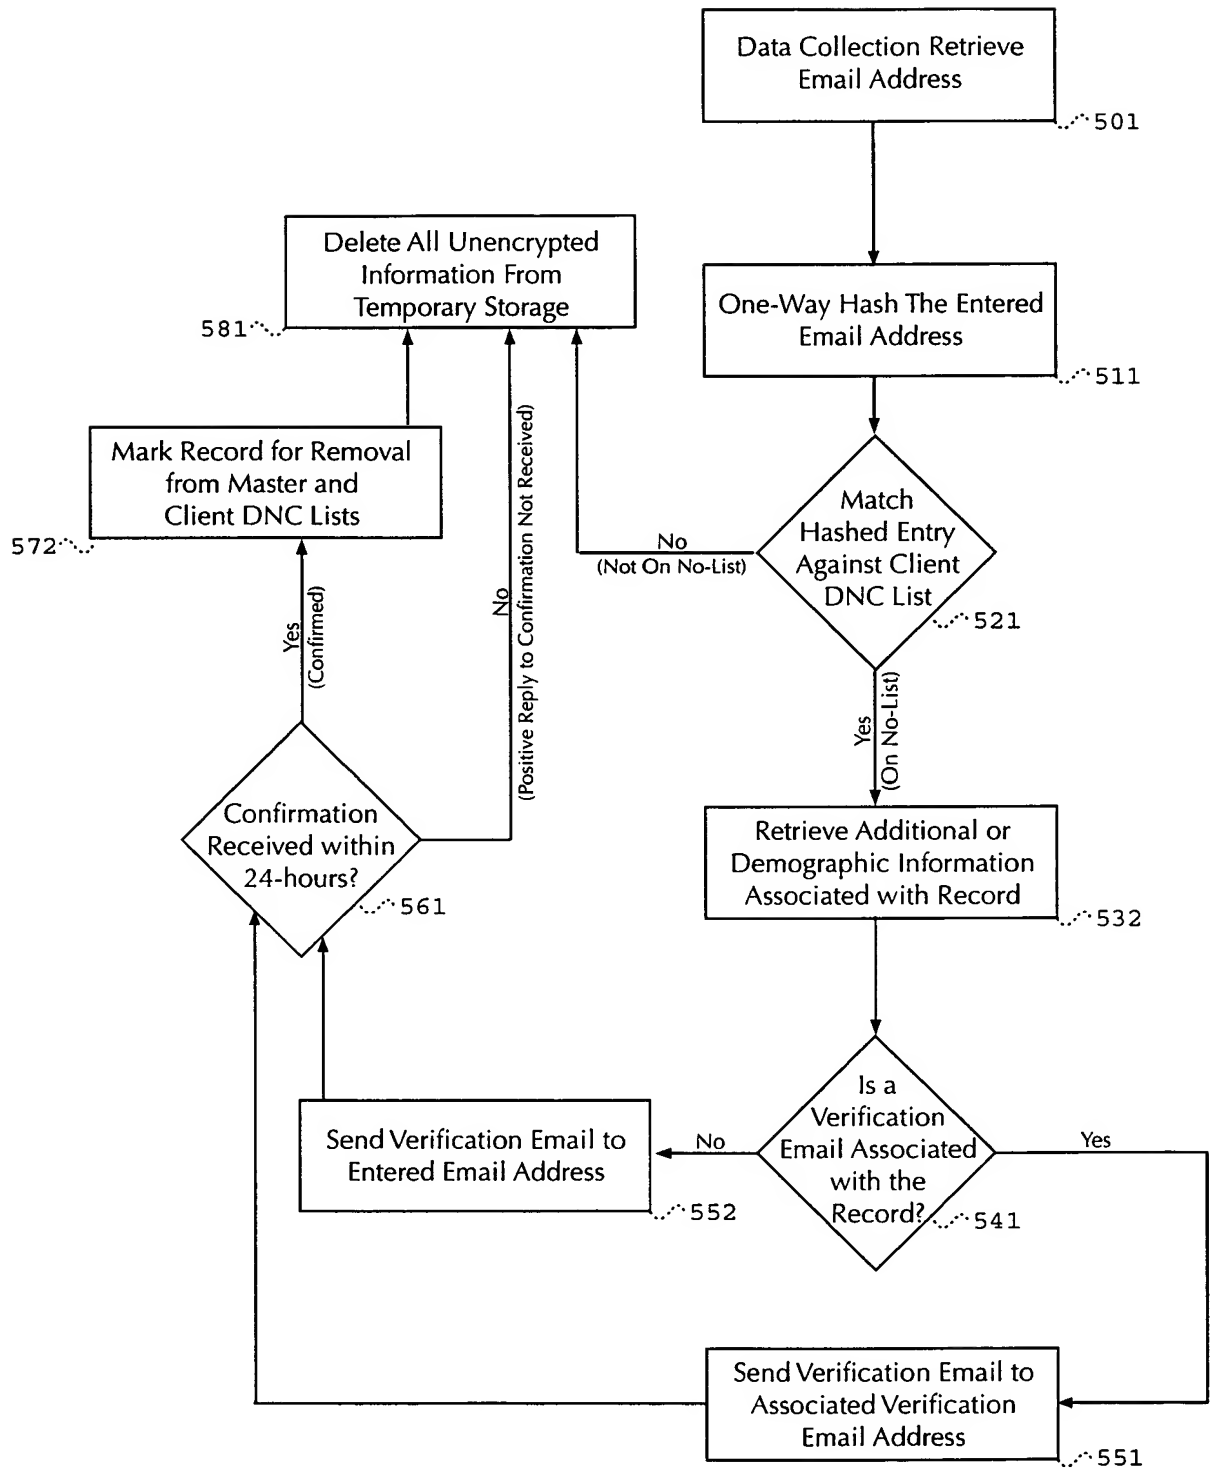 Data Collection Retrieve
Email Address
501
One-Way Hash The Entered
Email Address
511
Delete All Unencrypted
Information From
Temporary Storage
581
Mark Record for Removal
from Master and
Client DNC Lists
572
Match
Hashed Entry
Against Client
DNC List
521
No
(Not On No-List)
No
(Positive Reply to Confirmation Not Received)
Yes
(Confirmed)
Yes
(On No-List)
Confirmation
Received within
24-hours?
561
Retrieve Additional or
Demographic Information
Associated with Record
532
Is a
Verification
Email Associated
with the
Record?
541
No
Yes
Send Verification Email to
Entered Email Address
552
Send Verification Email to
Associated Verification
Email Address
551